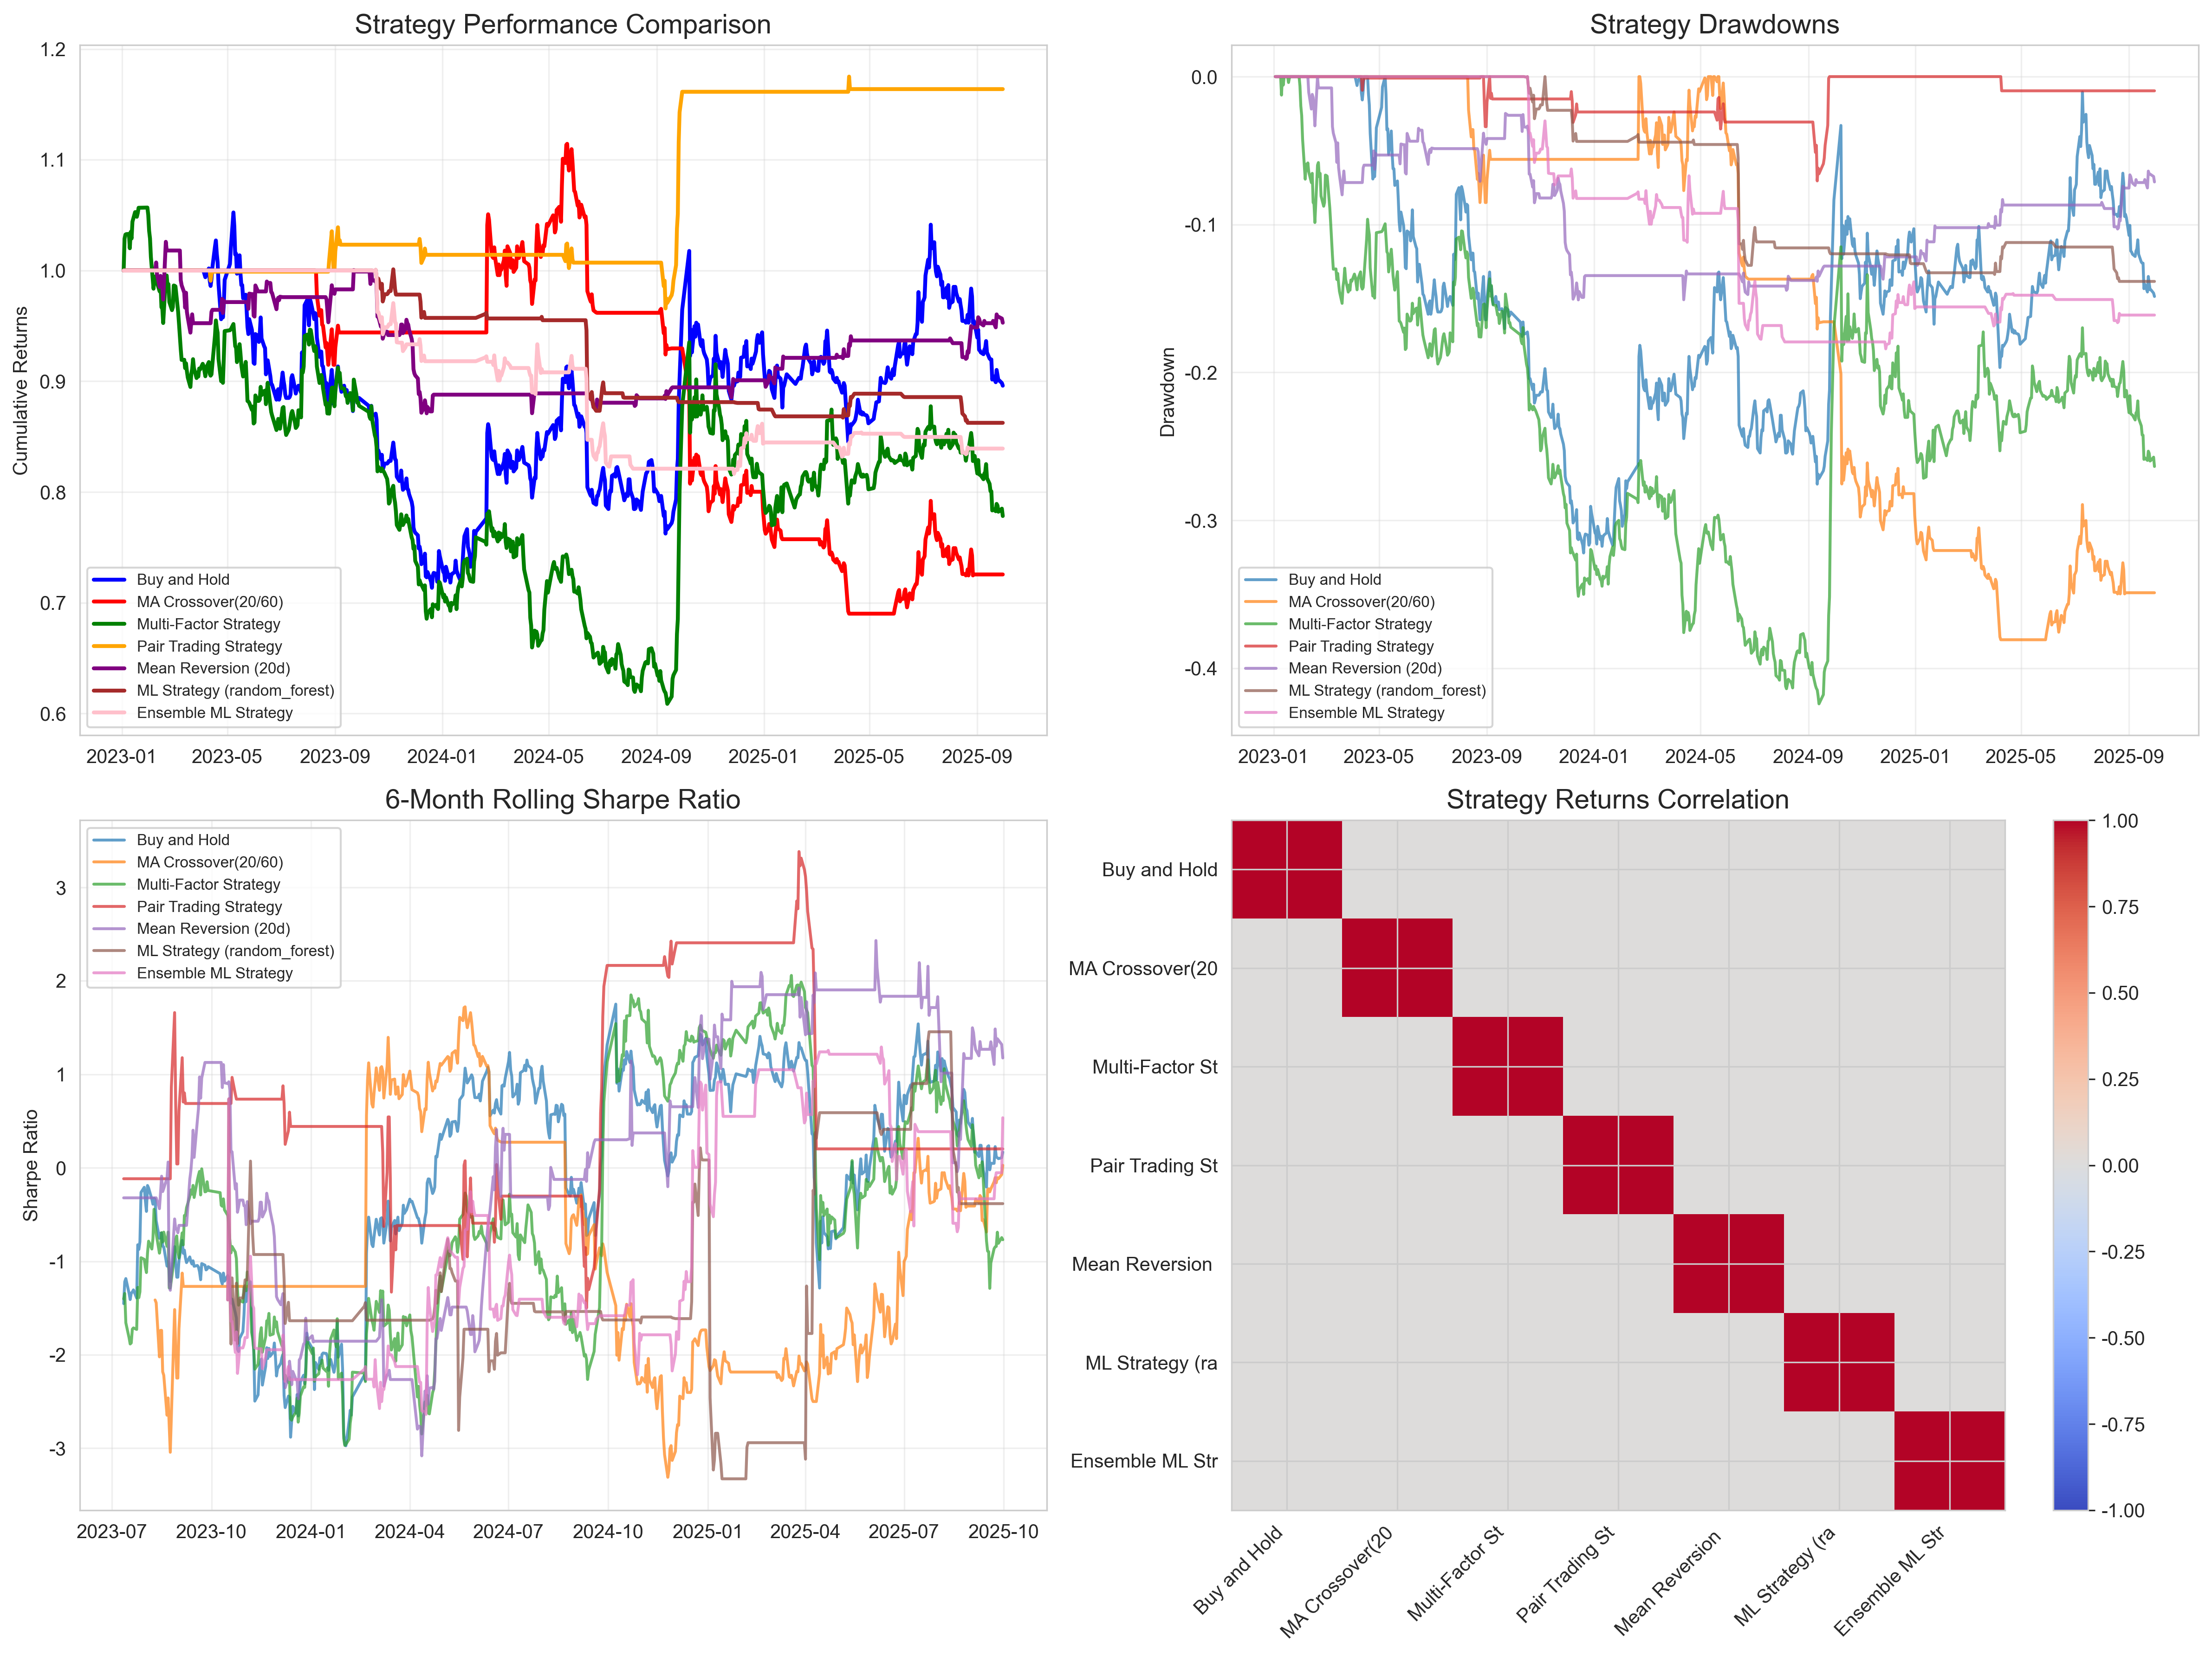 Strategy Performance Comparison
Cumulative Returns
1.2
1.1
1.0
0.9
0.8
0.7
0.6
Buy and Hold
MA Crossover(20/60)
Multi-Factor Strategy
Pair Trading Strategy
Mean Reversion (20d)
ML Strategy (random_forest)
Ensemble ML Strategy
2023-01 2023-05 2023-09 2024-01 2024-05 2024-09 2025-01 2025-05 2025-09
Strategy Drawdowns
Drawdown
0.0
-0.1
-0.2
-0.3
-0.4
Buy and Hold
MA Crossover(20/60)
Multi-Factor Strategy
Pair Trading Strategy
Mean Reversion (20d)
ML Strategy (random_forest)
Ensemble ML Strategy
2023-01 2023-05 2023-09 2024-01 2024-05 2024-09 2025-01 2025-05 2025-09
6-Month Rolling Sharpe Ratio
Sharpe Ratio
3
2
1
0
-1
-2
-3
Buy and Hold
MA Crossover(20/60)
Multi-Factor Strategy
Pair Trading Strategy
Mean Reversion (20d)
ML Strategy (random_forest)
Ensemble ML Strategy
2023-07 2023-10 2024-01 2024-04 2024-07 2024-10 2025-01 2025-04 2025-07 2025-10
Strategy Returns Correlation
Buy and Hold
MA Crossover(20
Multi-Factor St
Pair Trading St
Mean Reversion
ML Strategy (ra
Ensemble ML Str
Buy and Hold
MA Crossover(20
Multi-Factor St
Pair Trading St
Mean Reversion
ML Strategy (ra
Ensemble ML Str
1.00
0.75
0.50
0.25
0.00
-0.25
-0.50
-0.75
-1.00